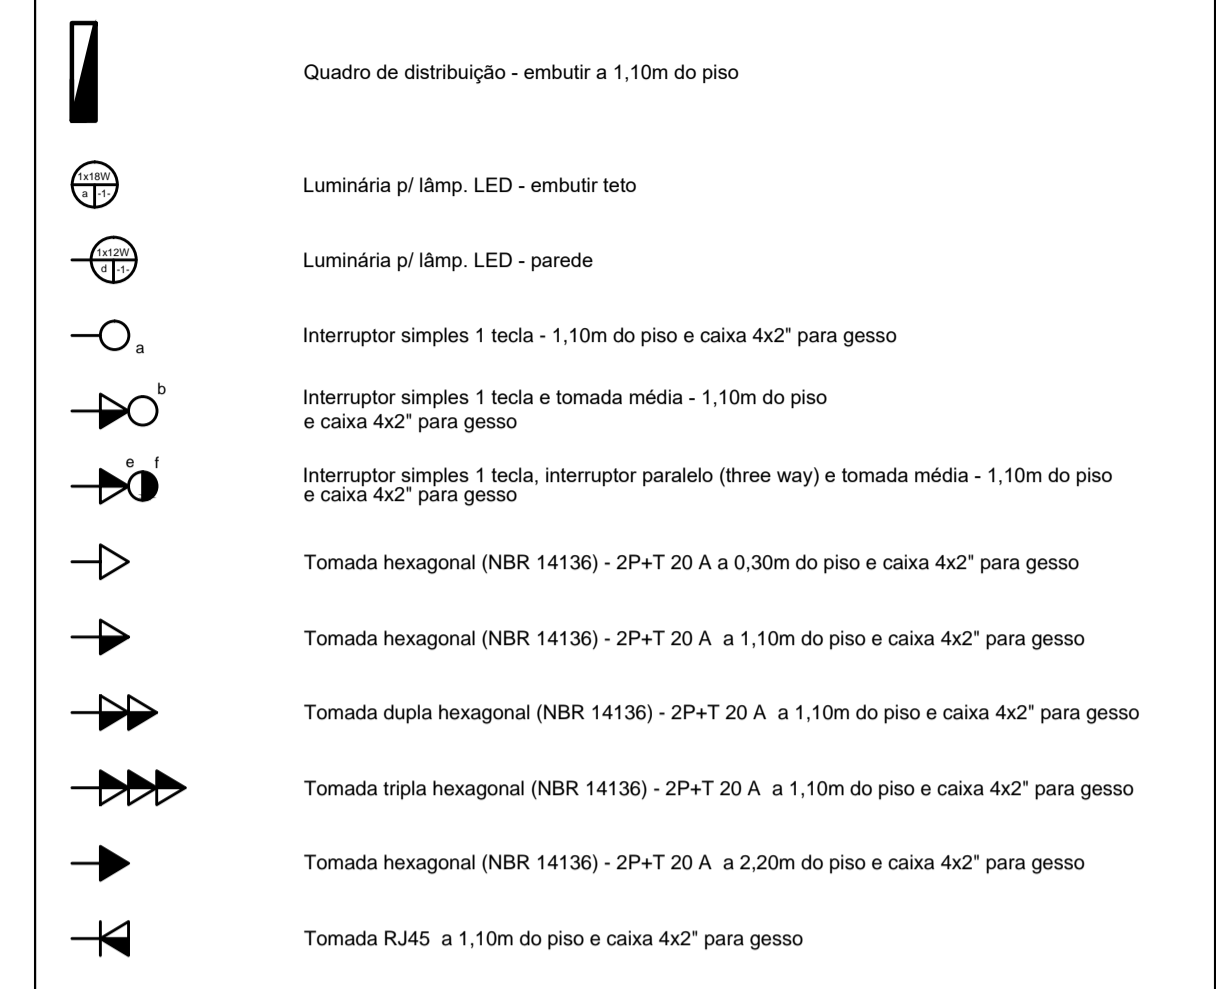 Quadro de distribuição - embutir a 1,10m do piso
1x18W
a -1-
Luminária p/ lâmp. LED - embutir teto
1x12W
d -1-
Luminária p/ lâmp. LED - parede
a
Interruptor simples 1 tecla - 1,10m do piso e caixa 4x2" para gesso
b
Interruptor simples 1 tecla e tomada média - 1,10m do piso
e caixa 4x2" para gesso
e f
Interruptor simples 1 tecla, interruptor paralelo (three way) e tomada média - 1,10m do piso
e caixa 4x2" para gesso
Tomada hexagonal (NBR 14136) - 2P+T 20 A a 0,30m do piso e caixa 4x2" para gesso
Tomada hexagonal (NBR 14136) - 2P+T 20 A  a 1,10m do piso e caixa 4x2" para gesso
Tomada dupla hexagonal (NBR 14136) - 2P+T 20 A  a 1,10m do piso e caixa 4x2" para gesso
Tomada tripla hexagonal (NBR 14136) - 2P+T 20 A  a 1,10m do piso e caixa 4x2" para gesso
Tomada hexagonal (NBR 14136) - 2P+T 20 A  a 2,20m do piso e caixa 4x2" para gesso
Tomada RJ45  a 1,10m do piso e caixa 4x2" para gesso